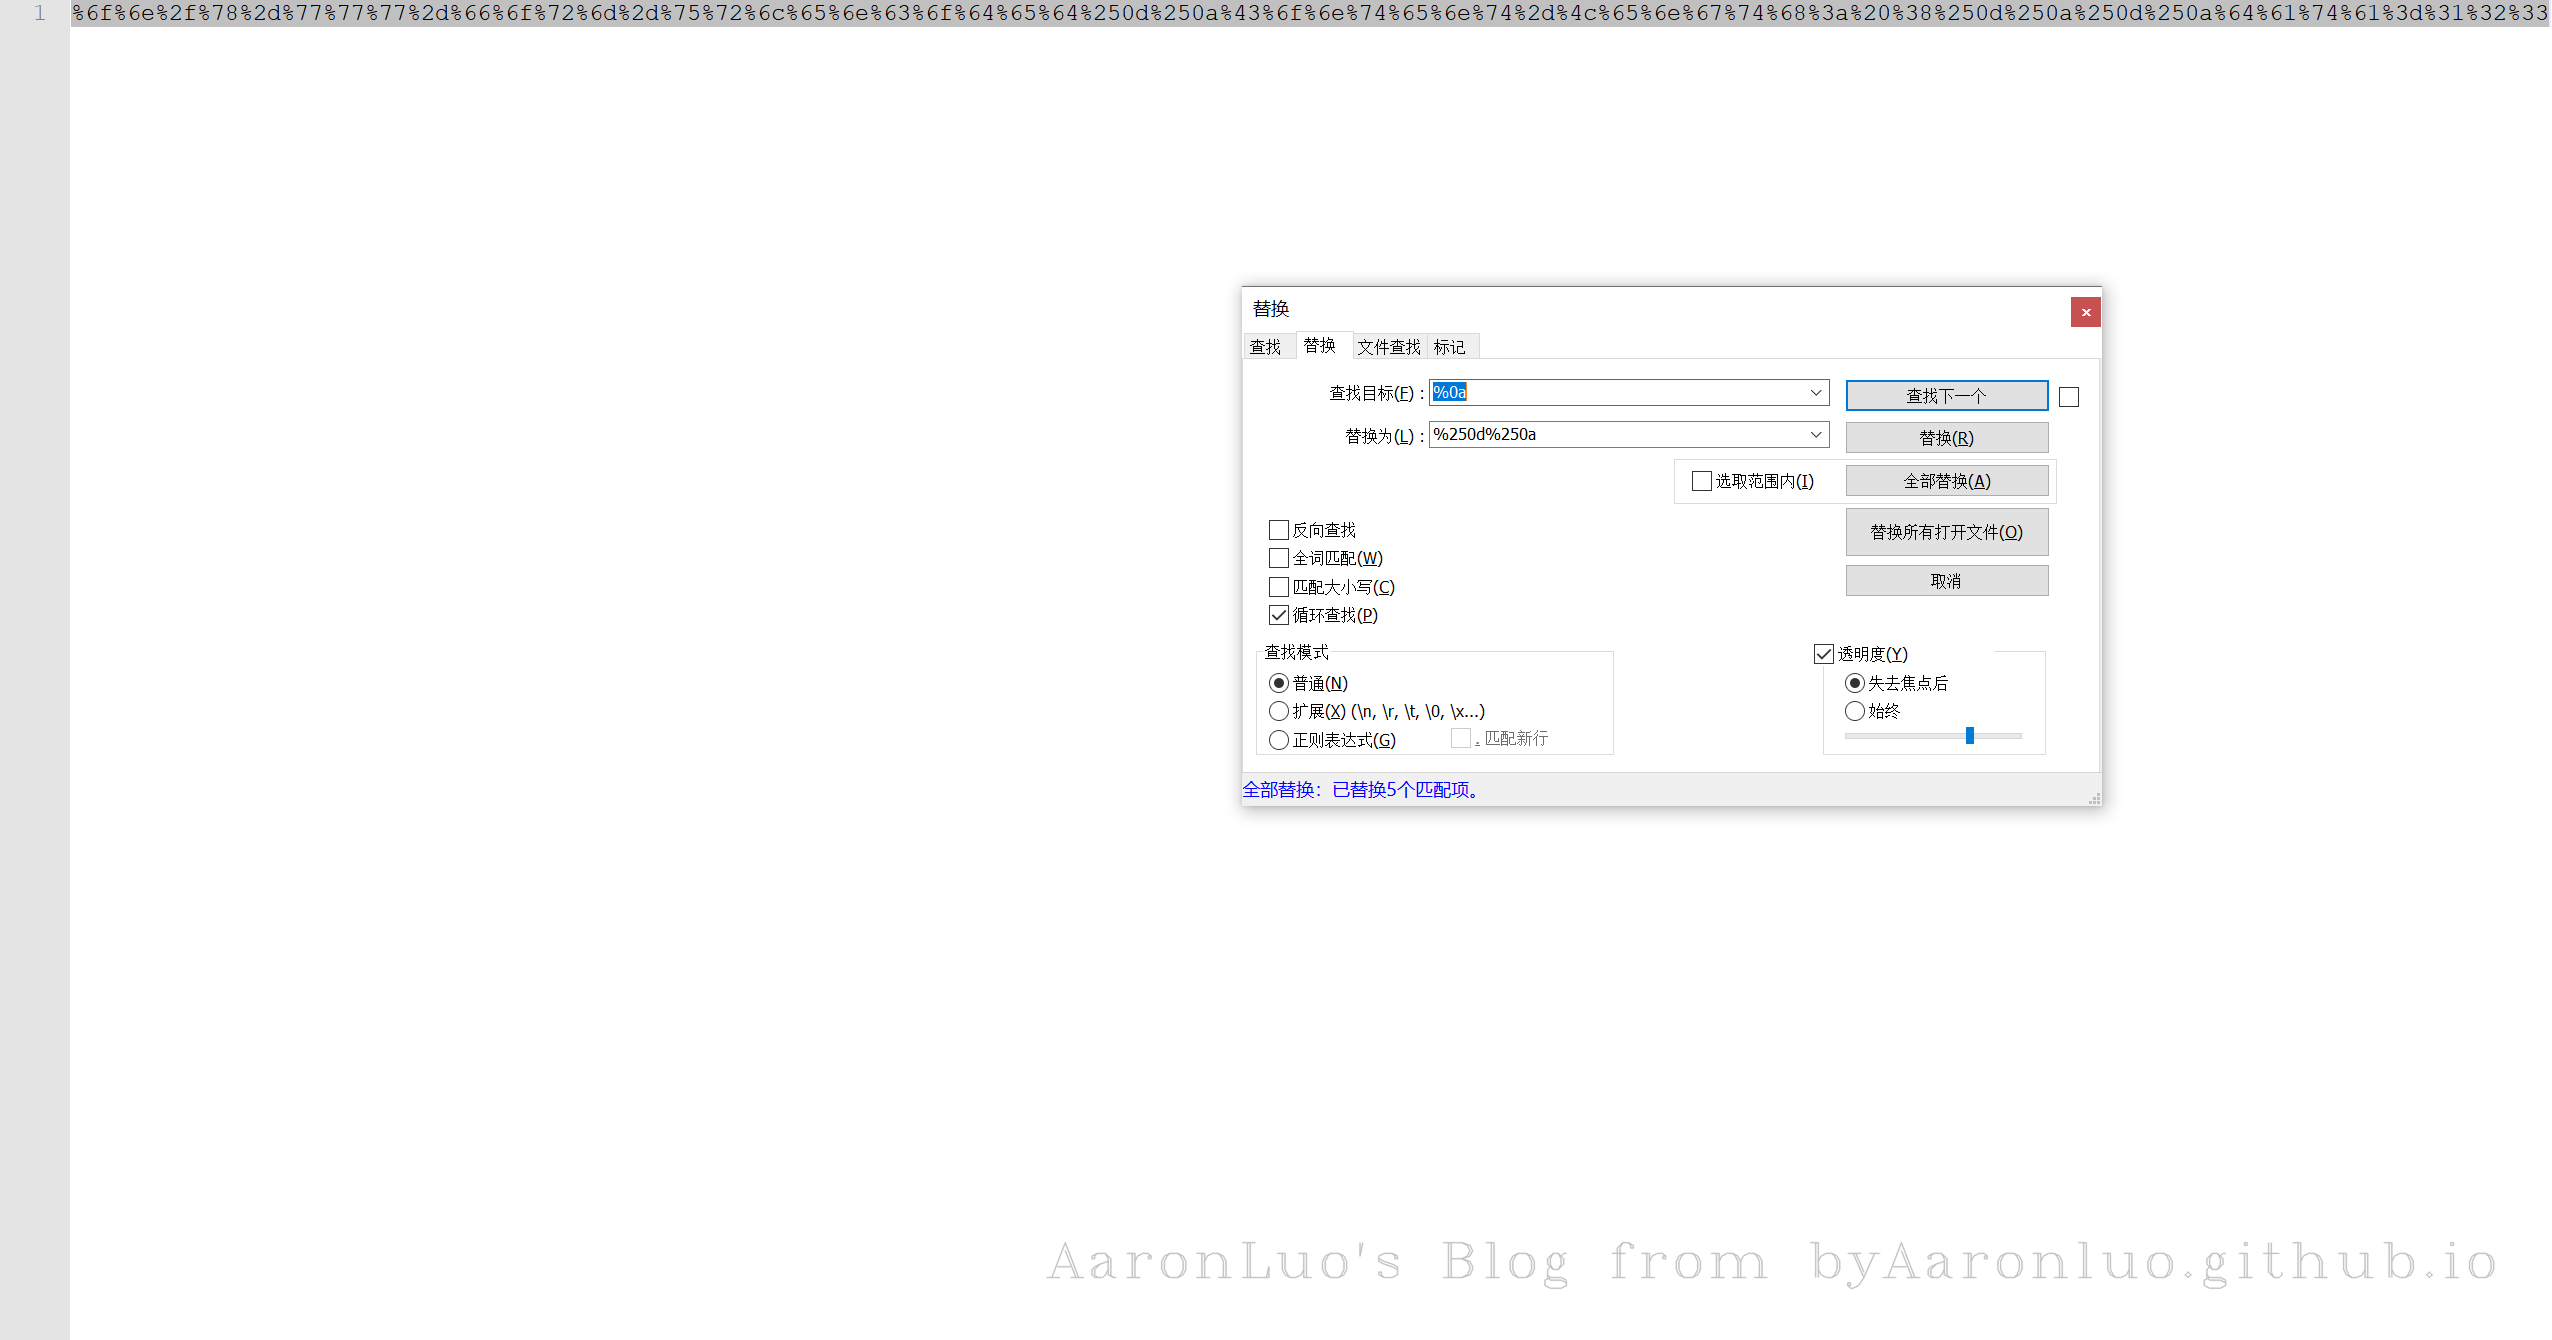 1 %6f%6e%2f%78%2d%77%77%77%2d%66%6f%72%6d%2d%75%72%6c%65%6e%63%6f%64%65%64%250d%250a%43%6f%6e%74%65%6e%74%2d%4c%65%6e%67%74%68%3a%20%38%250d%250a%250d%250a%64%61%74%61%3d%31%32%33
替换
×
查找 替换 文件查找 标记
查找目标(F) : %0a 查找下一个
替换为(L) : %250d%250a 替换(R)
选取范围内(I) 全部替换(A)
反向查找 替换所有打开文件(O)
全词匹配(W)
匹配大小写(C) 取消
循环查找(P)
查找模式 透明度(Y)
普通(N) 失去焦点后
扩展(X) (\n, \r, \t, \0, \x...) 始终
正则表达式(G) . 匹配新行
全部替换：已替换5个匹配项。
AaronLuo's Blog from byAaronluo.github.io